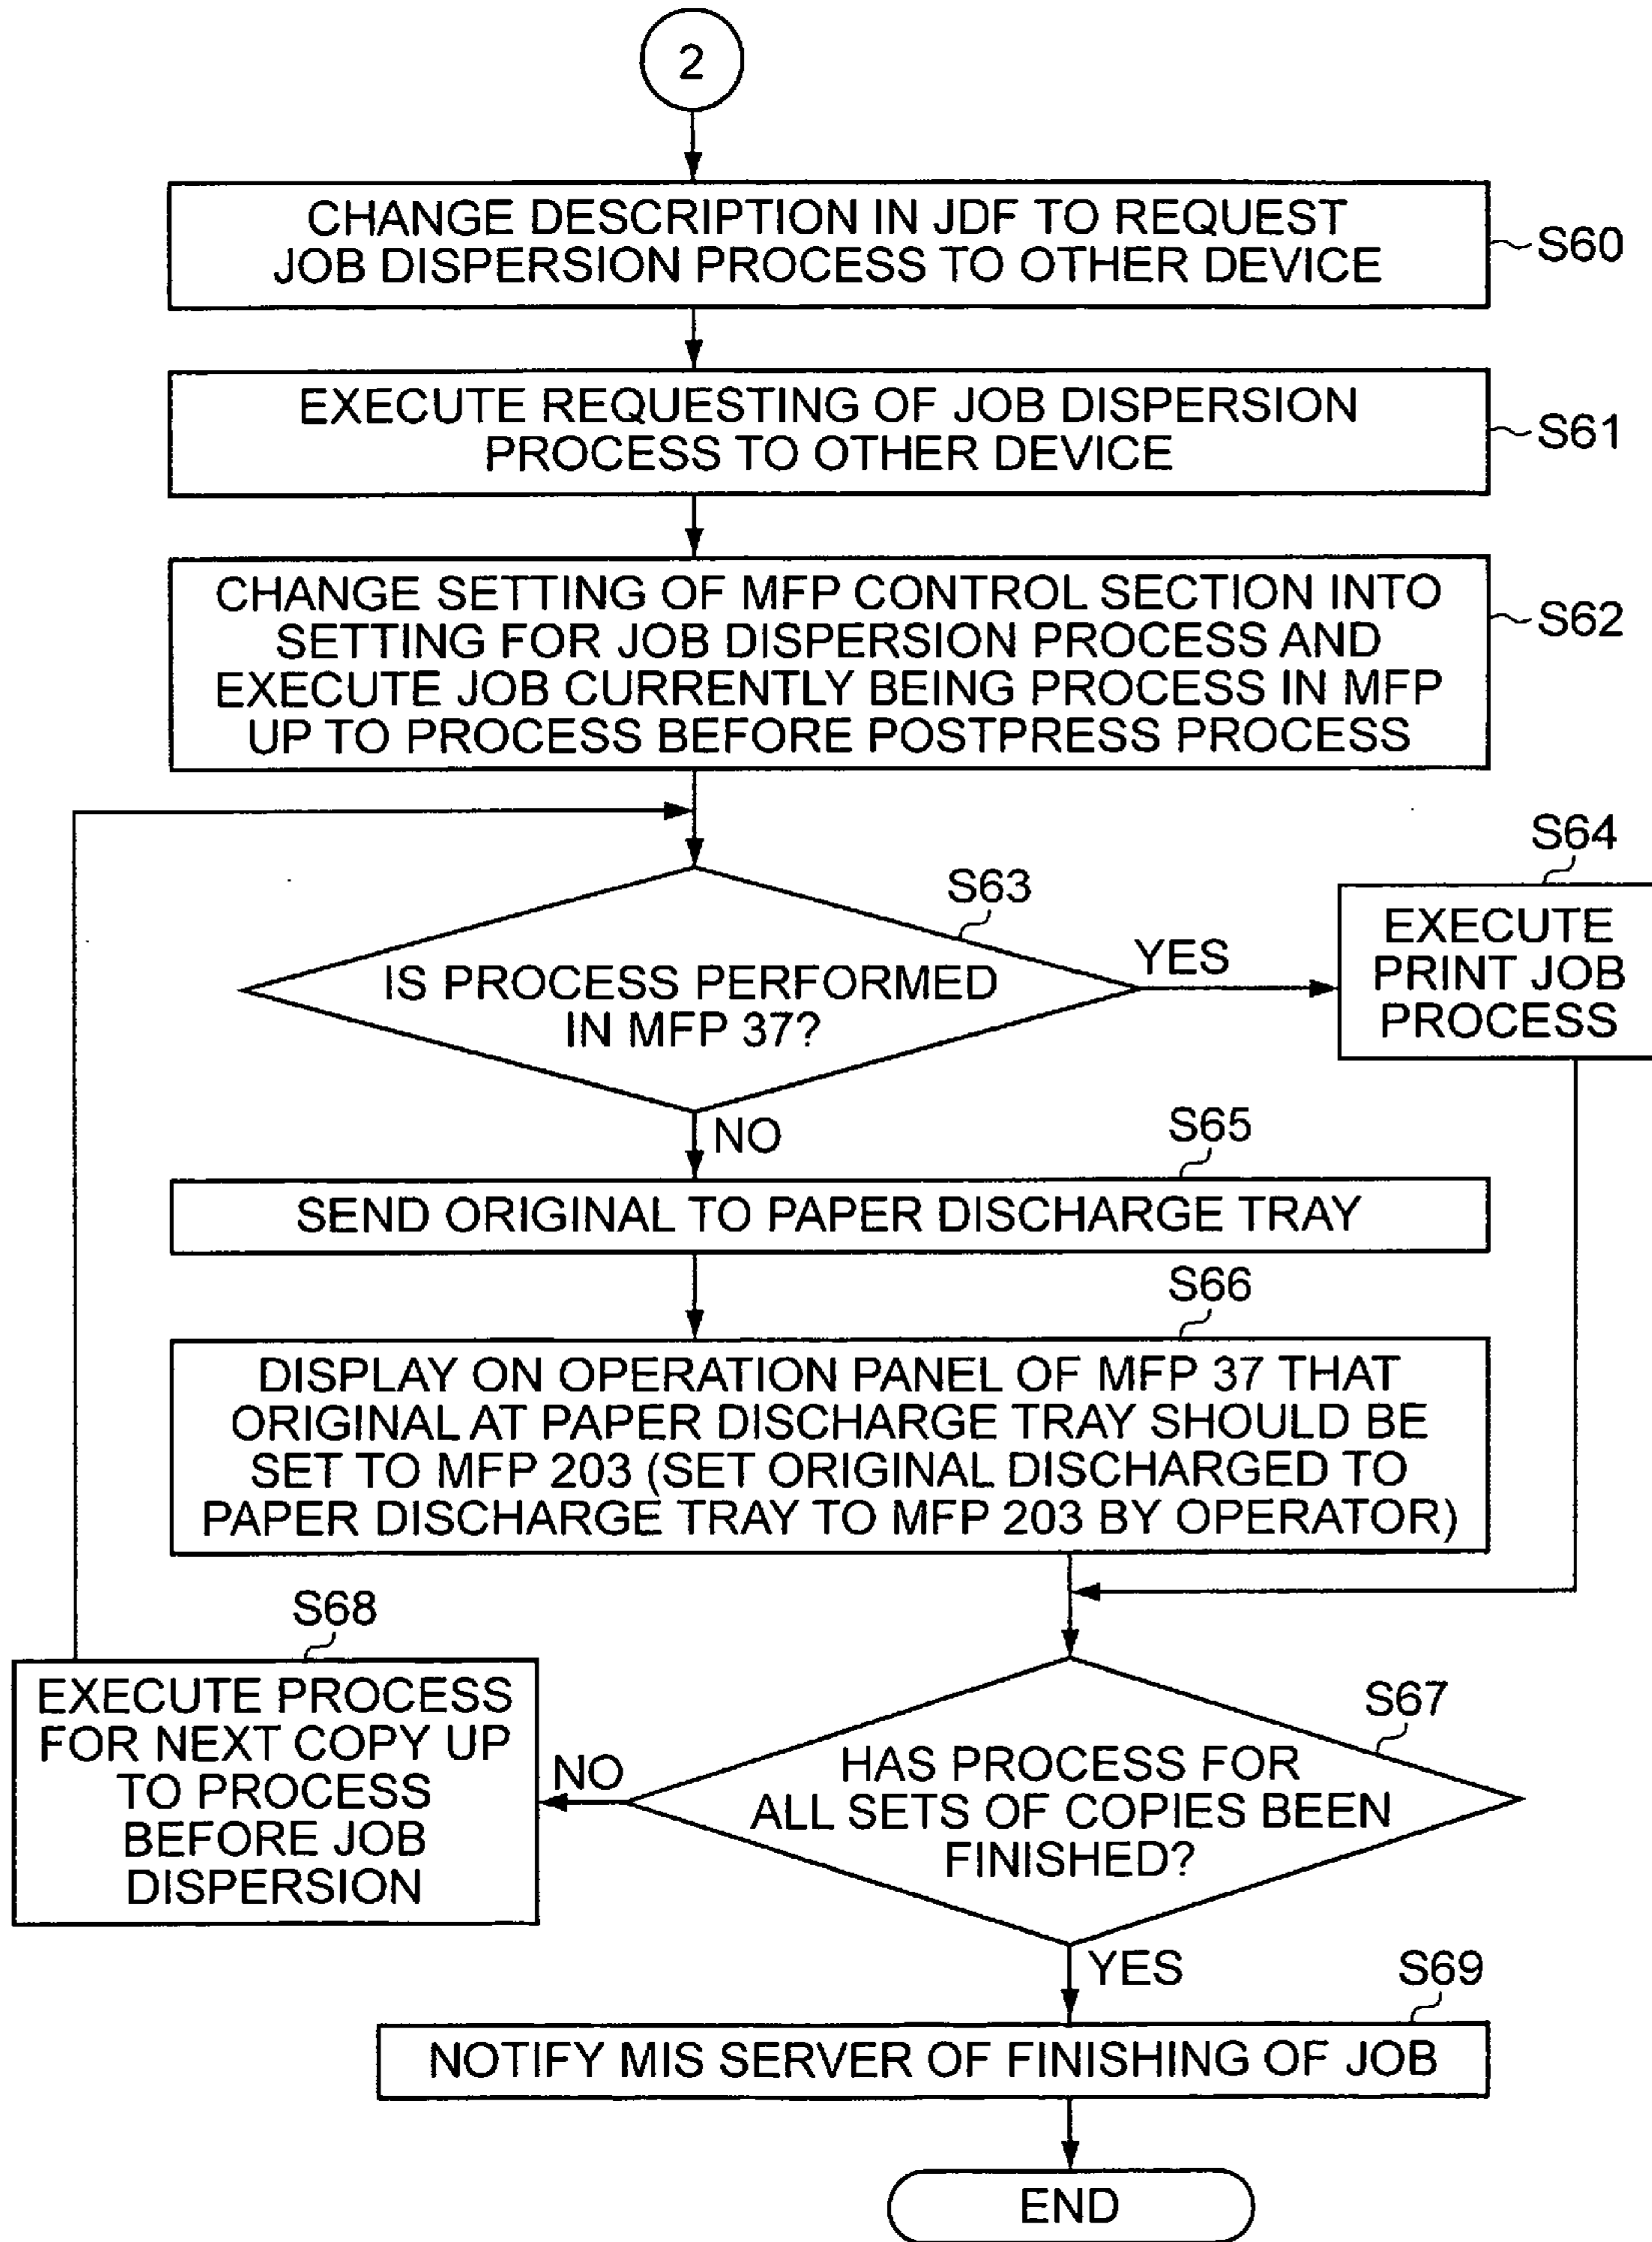 2
CHANGE DESCRIPTION IN JDF TO REQUEST
JOB DISPERSION PROCESS TO OTHER DEVICE
S60
EXECUTE REQUESTING OF JOB DISPERSION
PROCESS TO OTHER DEVICE
S61
CHANGE SETTING OF MFP CONTROL SECTION INTO
SETTING FOR JOB DISPERSION PROCESS AND
EXECUTE JOB CURRENTLY BEING PROCESS IN MFP
UP TO PROCESS BEFORE POSTPRESS PROCESS
S62
S63
IS PROCESS PERFORMED
IN MFP 37?
YES
S64
EXECUTE
PRINT JOB
PROCESS
NO
S65
SEND ORIGINAL TO PAPER DISCHARGE TRAY
S66
DISPLAY ON OPERATION PANEL OF MFP 37 THAT
ORIGINAL AT PAPER DISCHARGE TRAY SHOULD BE
SET TO MFP 203 (SET ORIGINAL DISCHARGED TO
PAPER DISCHARGE TRAY TO MFP 203 BY OPERATOR)
S67
HAS PROCESS FOR
ALL SETS OF COPIES BEEN
FINISHED?
NO
S68
EXECUTE PROCESS
FOR NEXT COPY UP
TO PROCESS
BEFORE JOB
DISPERSION
YES
S69
NOTIFY MIS SERVER OF FINISHING OF JOB
END